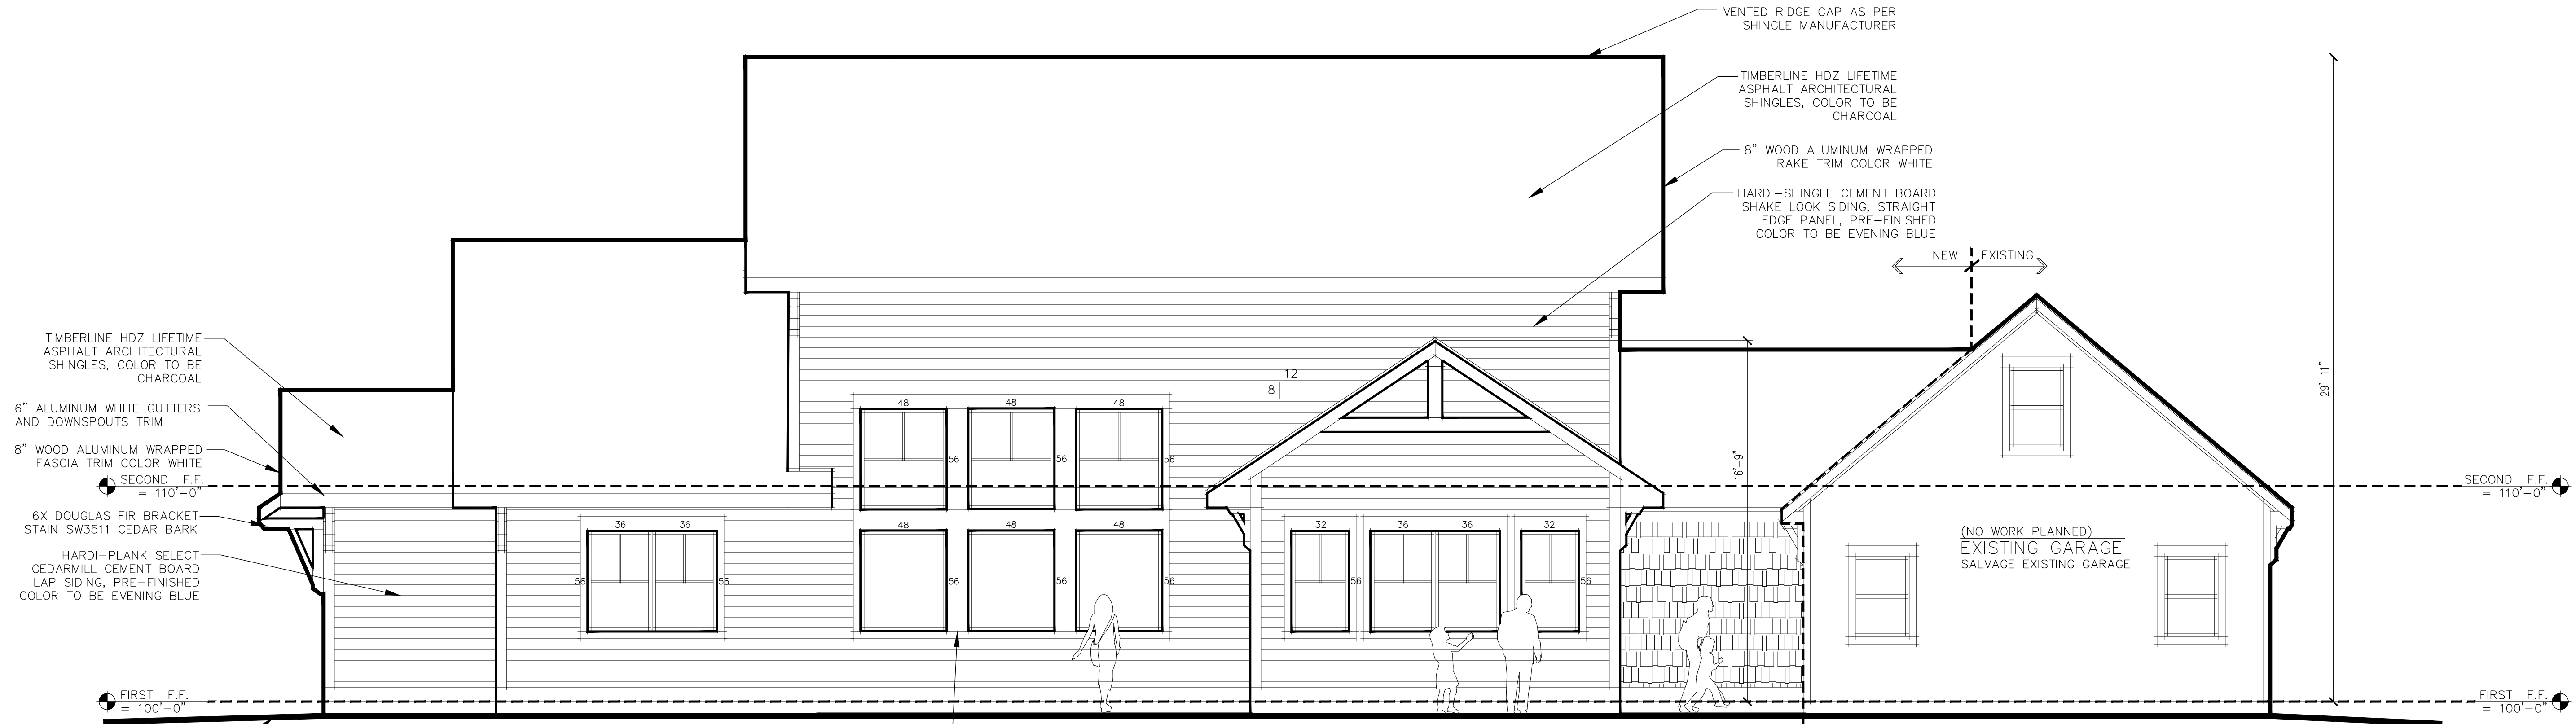 VENTED RIDGE CAP AS PER
SHINGLE MANUFACTURER
TIMBERLINE HDZ LIFETIME
ASPHALT ARCHITECTURAL
SHINGLES, COLOR TO BE
CHARCOAL
8" WOOD ALUMINUM WRAPPED
RAKE TRIM COLOR WHITE
HARDI-SHINGLE CEMENT BOARD
SHAKE LOOK SIDING, STRAIGHT
EDGE PANEL, PRE-FINISHED
COLOR TO BE EVENING BLUE
NEW EXISTING
29'-11"
TIMBERLINE HDZ LIFETIME
ASPHALT ARCHITECTURAL
SHINGLES, COLOR TO BE
CHARCOAL
6" ALUMINUM WHITE GUTTERS
AND DOWNSPOUTS TRIM
8" WOOD ALUMINUM WRAPPED
FASCIA TRIM COLOR WHITE
SECOND F.F.
= 110'-0"
6X DOUGLAS FIR BRACKET
STAIN SW3511 CEDAR BARK
HARDI-PLANK SELECT
CEDARMILL CEMENT BOARD
LAP SIDING, PRE-FINISHED
COLOR TO BE EVENING BLUE
FIRST F.F.
= 100'-0"
12
8
48 48 48
56 56 56
16'-9"
36 36
56 56
48 48 48
56 56 56
32 36 36 32
56 56
(NO WORK PLANNED)
EXISTING GARAGE
SALVAGE EXISTING GARAGE
SECOND F.F.
= 110'-0"
FIRST F.F.
= 100'-0"